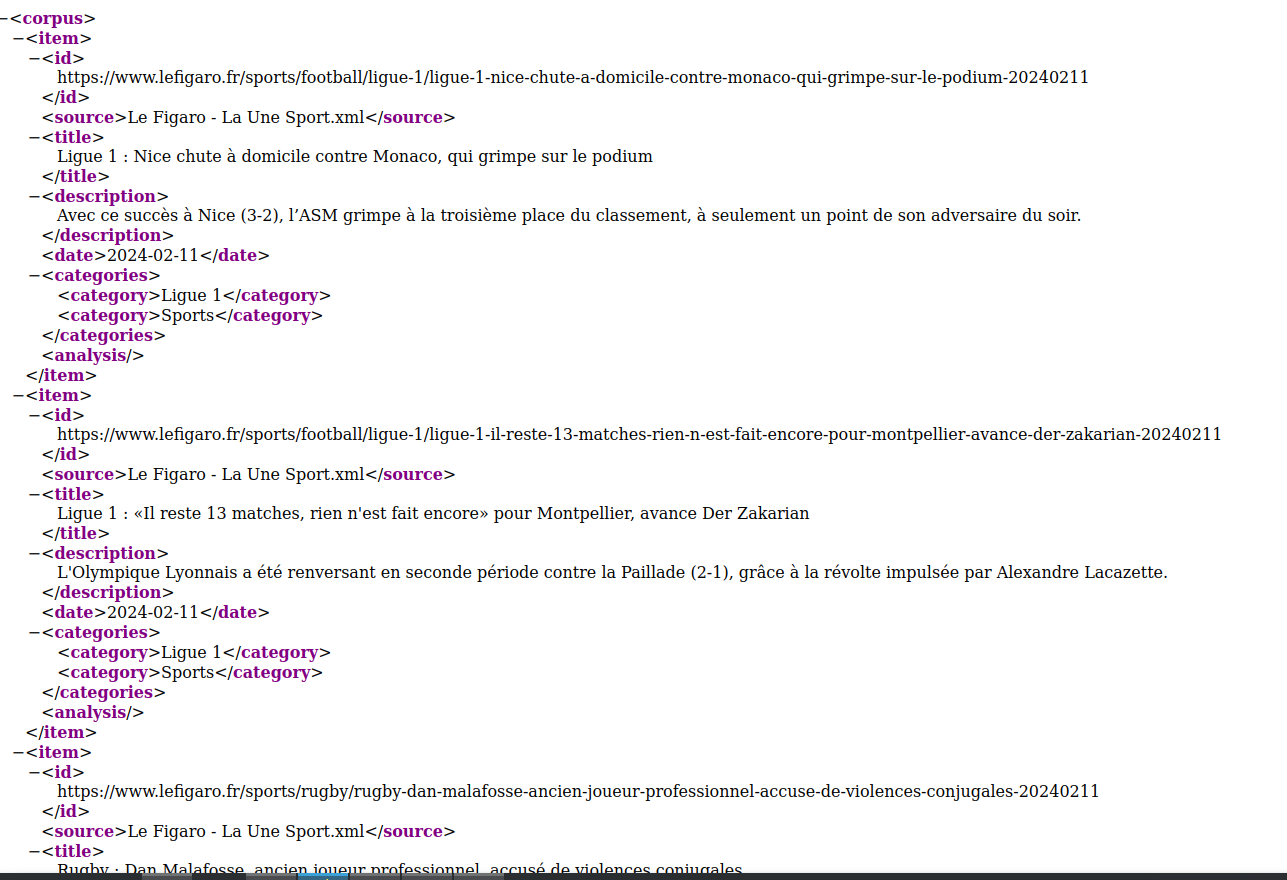 −<corpus>
−<item>
−<id>
https://www.lefigaro.fr/sports/football/ligue-1/ligue-1-nice-chute-a-domicile-contre-monaco-qui-grimpe-sur-le-podium-20240211
</id>
<source>Le Figaro - La Une Sport.xml</source>
−<title>
Ligue 1 : Nice chute à domicile contre Monaco, qui grimpe sur le podium
</title>
−<description>
Avec ce succès à Nice (3-2), l’ASM grimpe à la troisième place du classement, à seulement un point de son adversaire du soir.
</description>
<date>2024-02-11</date>
−<categories>
<category>Ligue 1</category>
<category>Sports</category>
</categories>
<analysis/>
</item>
−<item>
−<id>
https://www.lefigaro.fr/sports/football/ligue-1/ligue-1-il-reste-13-matches-rien-n-est-fait-encore-pour-montpellier-avance-der-zakarian-20240211
</id>
<source>Le Figaro - La Une Sport.xml</source>
−<title>
Ligue 1 : «Il reste 13 matches, rien n'est fait encore» pour Montpellier, avance Der Zakarian
</title>
−<description>
L'Olympique Lyonnais a été renversant en seconde période contre la Paillade (2-1), grâce à la révolte impulsée par Alexandre Lacazette.
</description>
<date>2024-02-11</date>
−<categories>
<category>Ligue 1</category>
<category>Sports</category>
</categories>
<analysis/>
</item>
−<item>
−<id>
https://www.lefigaro.fr/sports/rugby/rugby-dan-malafosse-ancien-joueur-professionnel-accuse-de-violences-conjugales-20240211
</id>
<source>Le Figaro - La Une Sport.xml</source>
−<title>
Rugby : Dan Malafosse, ancien joueur professionnel, accusé de violences conjugales